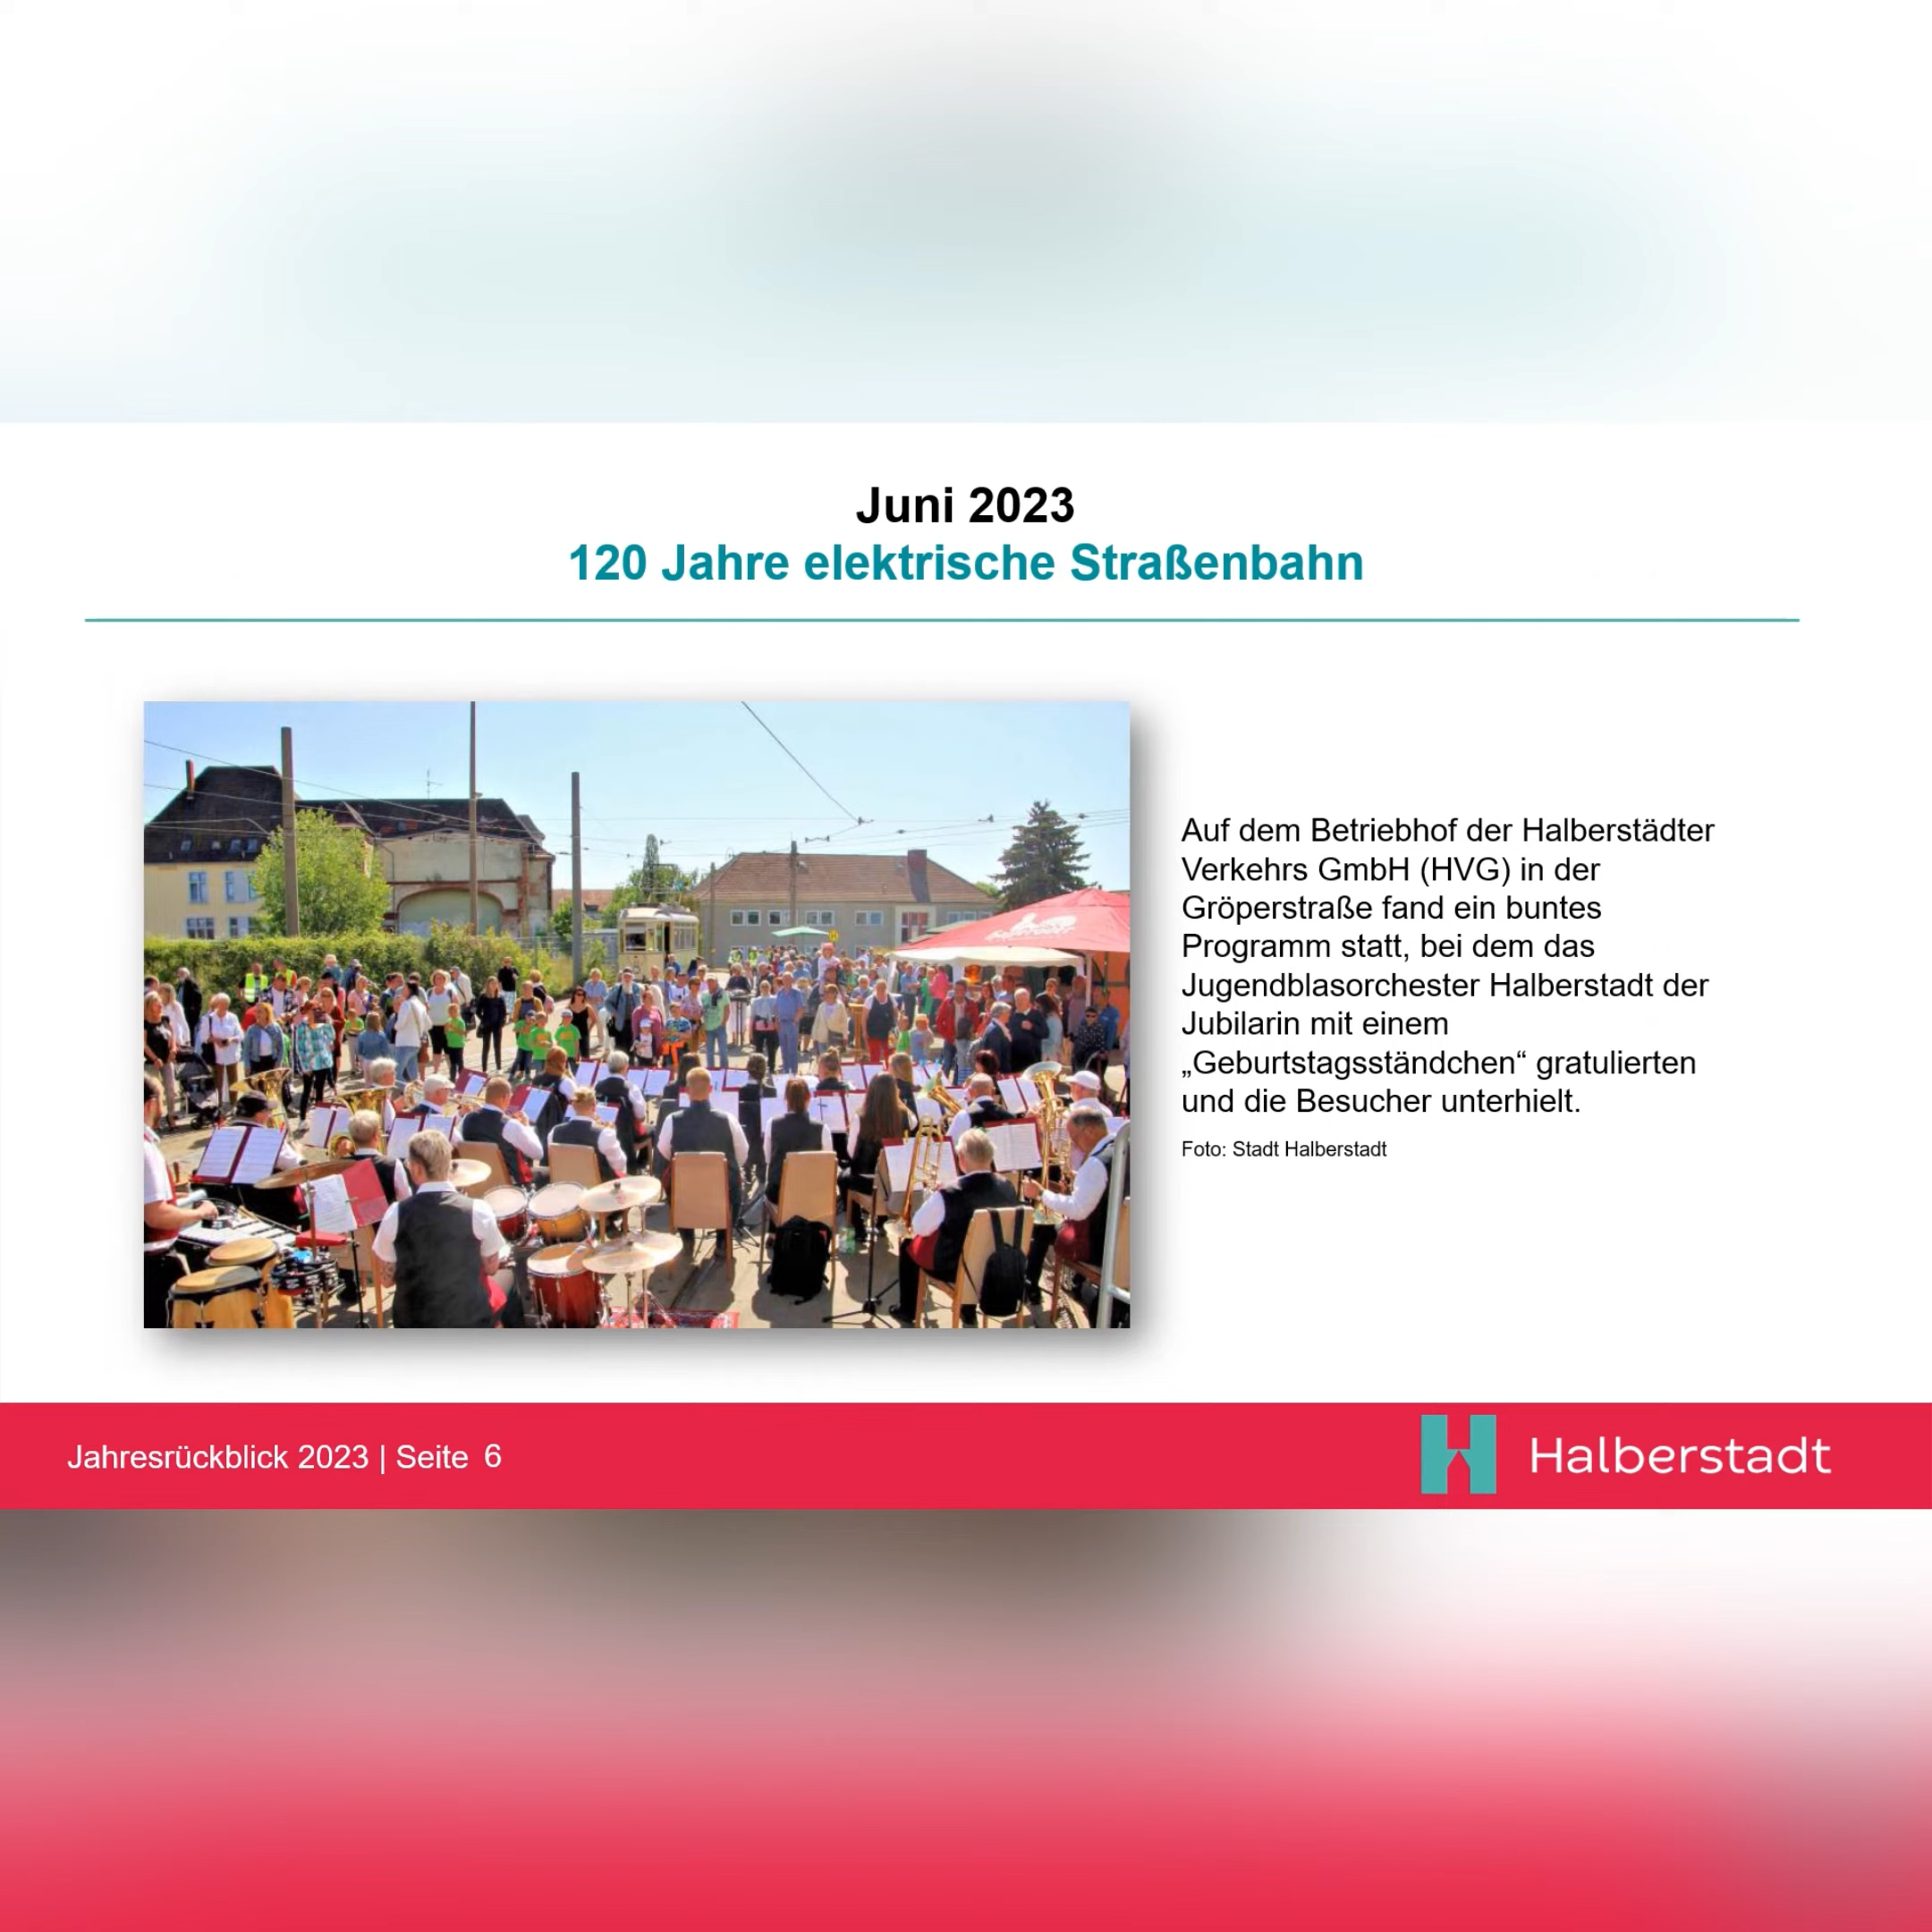 Juni 2023
120 Jahre elektrische Straßenbahn
Auf dem Betriebhof der Halberstädter
Verkehrs GmbH (HVG) in der
Gröperstraße fand ein buntes
Programm statt, bei dem das
Jugendblasorchester Halberstadt der
Jubilarin mit einem
„Geburtstagsständchen“ gratulierten
und die Besucher unterhielt.
Foto: Stadt Halberstadt
Jahresrückblick 2023 | Seite 6
Halberstadt